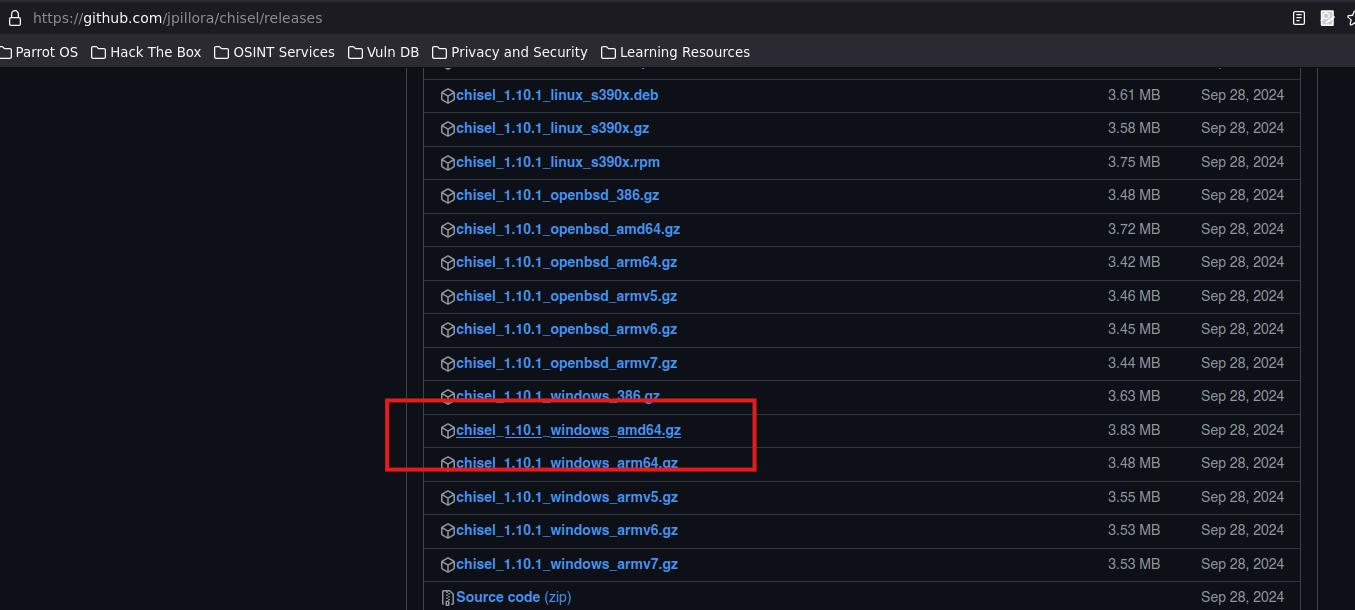 https://github.com/jpillora/chisel/releases
Parrot OS Hack The Box OSINT Services Vuln DB Privacy and Security Learning Resources
chisel_1.10.1_linux_s390x.deb 3.61 MB Sep 28, 2024
chisel_1.10.1_linux_s390x.gz 3.58 MB Sep 28, 2024
chisel_1.10.1_linux_s390x.rpm 3.75 MB Sep 28, 2024
chisel_1.10.1_openbsd_386.gz 3.48 MB Sep 28, 2024
chisel_1.10.1_openbsd_amd64.gz 3.72 MB Sep 28, 2024
chisel_1.10.1_openbsd_arm64.gz 3.42 MB Sep 28, 2024
chisel_1.10.1_openbsd_armv5.gz 3.46 MB Sep 28, 2024
chisel_1.10.1_openbsd_armv6.gz 3.45 MB Sep 28, 2024
chisel_1.10.1_openbsd_armv7.gz 3.44 MB Sep 28, 2024
chisel_1.10.1_windows_386.gz 3.63 MB Sep 28, 2024
chisel_1.10.1_windows_amd64.gz 3.83 MB Sep 28, 2024
chisel_1.10.1_windows_arm64.gz 3.48 MB Sep 28, 2024
chisel_1.10.1_windows_armv5.gz 3.55 MB Sep 28, 2024
chisel_1.10.1_windows_armv6.gz 3.53 MB Sep 28, 2024
chisel_1.10.1_windows_armv7.gz 3.53 MB Sep 28, 2024
Source code (zip) Sep 28, 2024